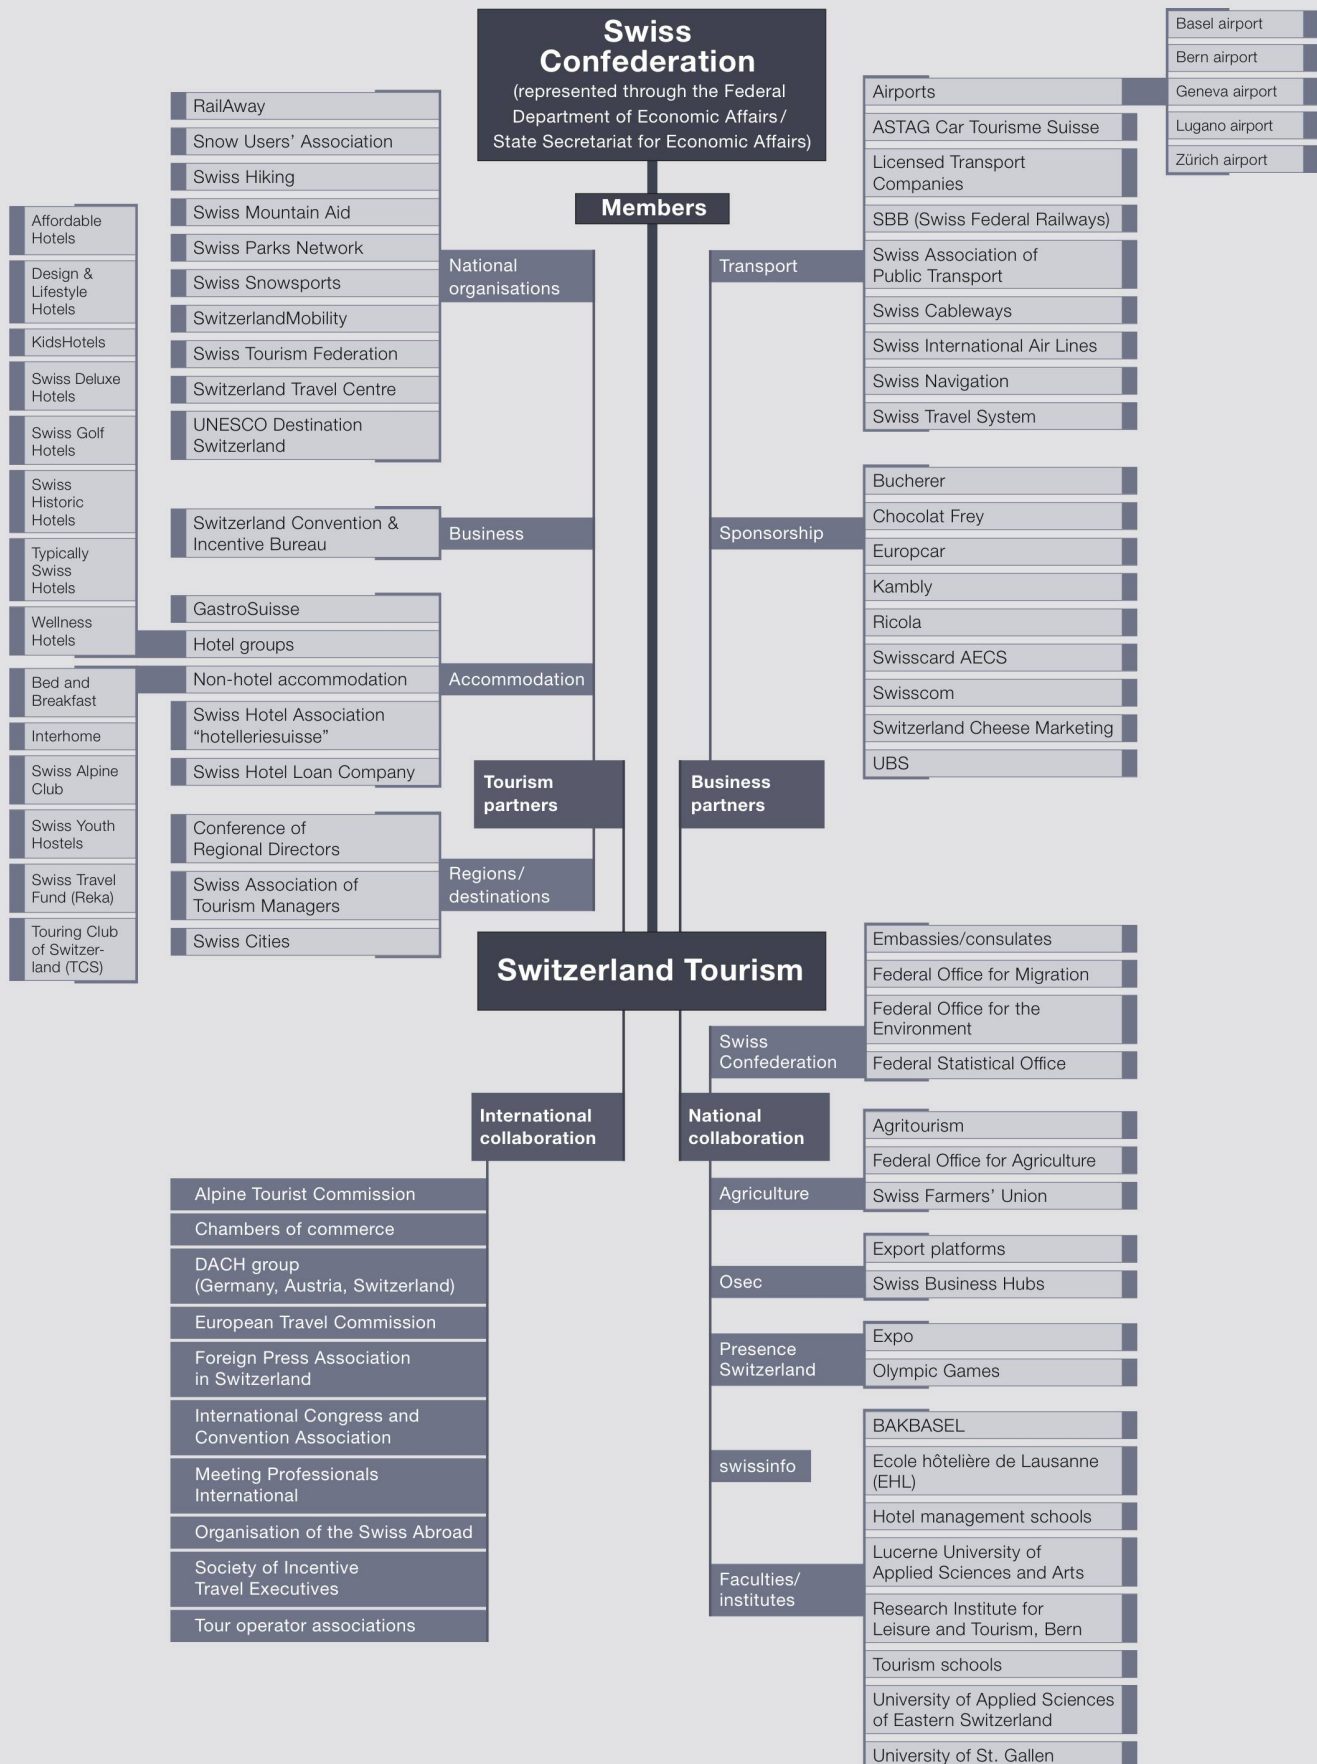 Swiss
Confederation
(represented through the Federal
Department of Economic Affairs/
State Secretariat for Economic Affairs)
Members
RailAway
Snow Users’ Association
Swiss Hiking
Swiss Mountain Aid
Swiss Parks Network
Swiss Snowsports
SwitzerlandMobility
Swiss Tourism Federation
Switzerland Travel Centre
UNESCO Destination
Switzerland
National
organisations
Switzerland Convention &
Incentive Bureau
Business
Affordable
Hotels
Design &
Lifestyle
Hotels
KidsHotels
Swiss Deluxe
Hotels
Swiss Golf
Hotels
Swiss
Historic
Hotels
Typically
Swiss
Hotels
Wellness
Hotels
Bed and
Breakfast
Interhome
Swiss Alpine
Club
Swiss Youth
Hostels
Swiss Travel
Fund (Reka)
Touring Club
of Switzer-
land (TCS)
GastroSuisse
Hotel groups
Non-hotel accommodation
Swiss Hotel Association
“hotelleriesuisse”
Swiss Hotel Loan Company
Accommodation
Tourism
partners
Conference of
Regional Directors
Swiss Association of
Tourism Managers
Swiss Cities
Regions/
destinations
Transport
Airports
ASTAG Car Tourisme Suisse
Licensed Transport
Companies
SBB (Swiss Federal Railways)
Swiss Association of
Public Transport
Swiss Cableways
Swiss International Air Lines
Swiss Navigation
Swiss Travel System
Basel airport
Bern airport
Geneva airport
Lugano airport
Zürich airport
Sponsorship
Bucherer
Chocolat Frey
Europcar
Kambly
Ricola
Swisscard AECS
Swisscom
Switzerland Cheese Marketing
UBS
Business
partners
Switzerland Tourism
International
collaboration
Alpine Tourist Commission
Chambers of commerce
DACH group
(Germany, Austria, Switzerland)
European Travel Commission
Foreign Press Association
in Switzerland
International Congress and
Convention Association
Meeting Professionals
International
Organisation of the Swiss Abroad
Society of Incentive
Travel Executives
Tour operator associations
National
collaboration
Swiss
Confederation
Embassies/consulates
Federal Office for Migration
Federal Office for the
Environment
Federal Statistical Office
Agriculture
Agritourism
Federal Office for Agriculture
Swiss Farmers’ Union
Osec
Export platforms
Swiss Business Hubs
Presence
Switzerland
Expo
Olympic Games
swissinfo
Faculties/
institutes
BAKBASEL
Ecole hôtelière de Lausanne
(EHL)
Hotel management schools
Lucerne University of
Applied Sciences and Arts
Research Institute for
Leisure and Tourism, Bern
Tourism schools
University of Applied Sciences
of Eastern Switzerland
University of St. Gallen